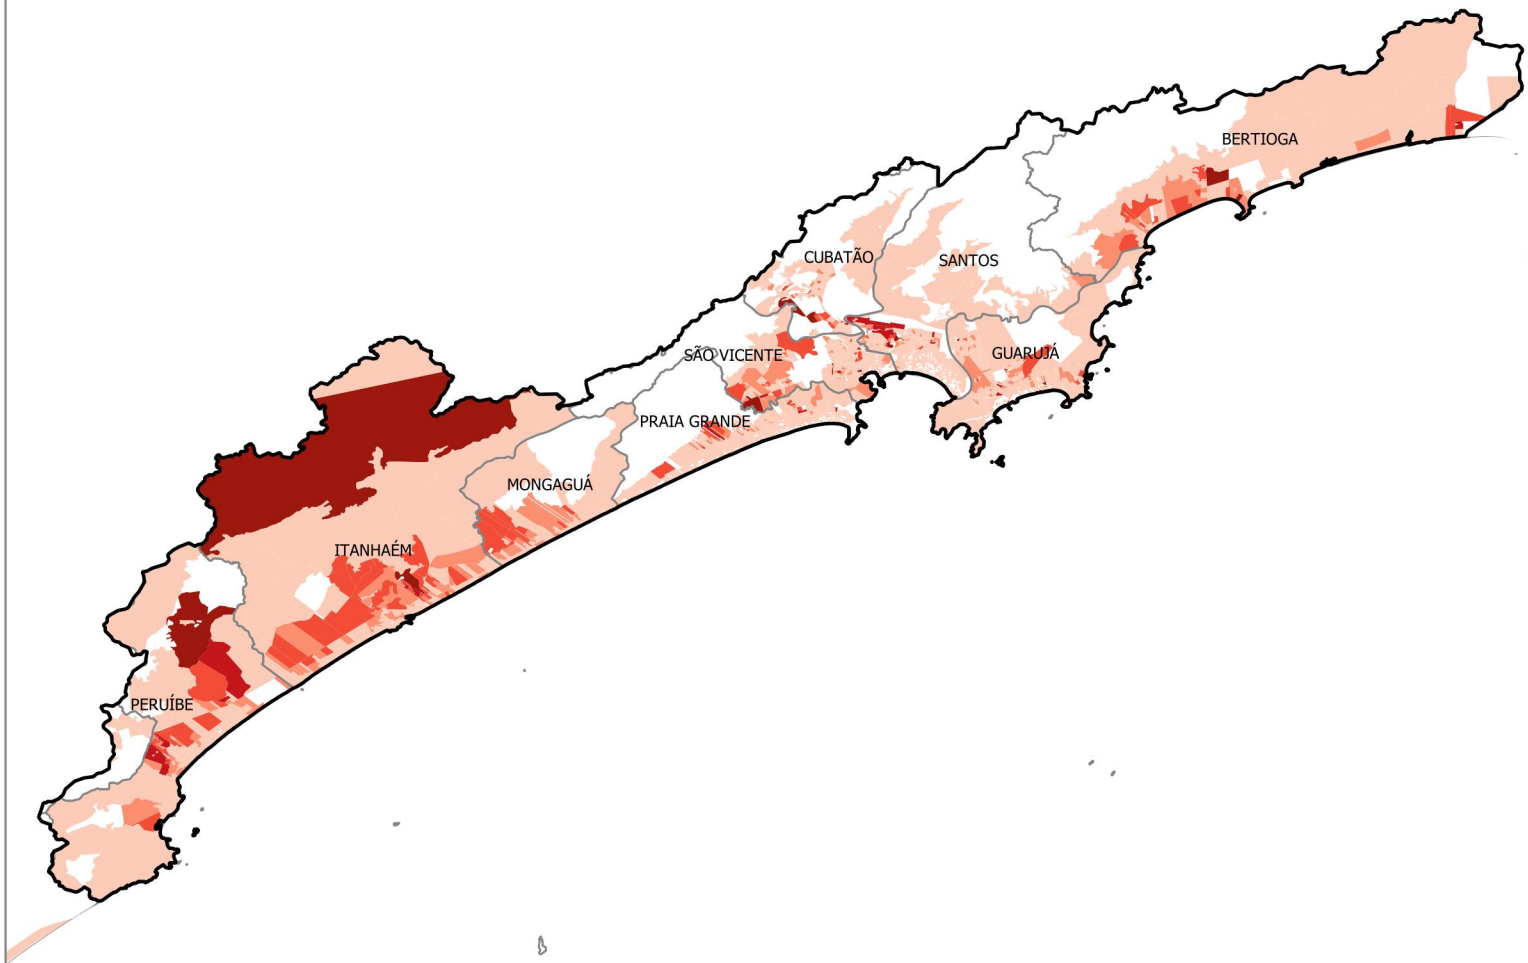 BERTIOGA
CUBATÃO
SANTOS
SÃO VICENTE
GUARUJÁ
PRAIA GRANDE
MONGAGUÁ
ITANHAÉM
PERUÍBE